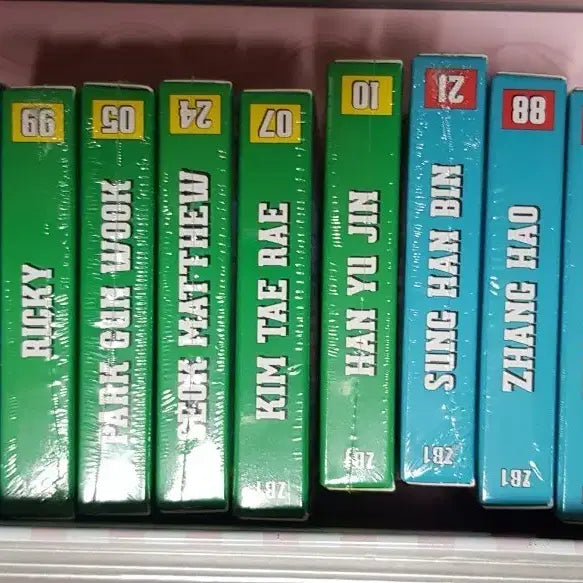 99
RICKY
05
PARK GUN WOOK
24
SEOK MATTHEW
07
KIM TAE RAE
ZB1
10
HAN YU JIN
ZB1
21
SUNG HAN BIN
ZB1
88
ZHANG HAO
ZB1